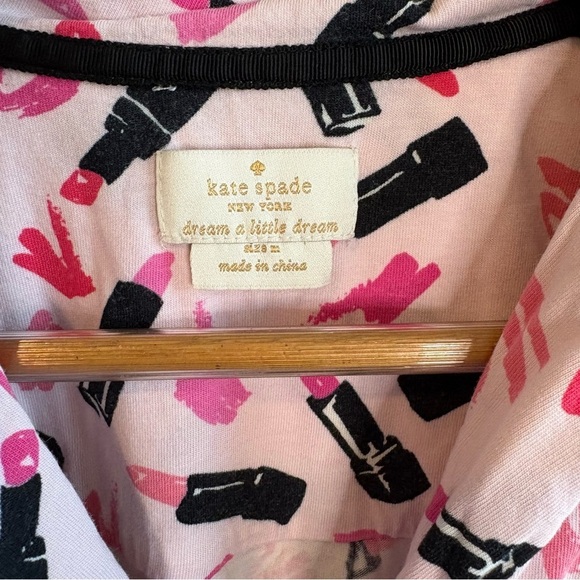 kate spade
NEW YORK
dream a little dream
size m
made in china